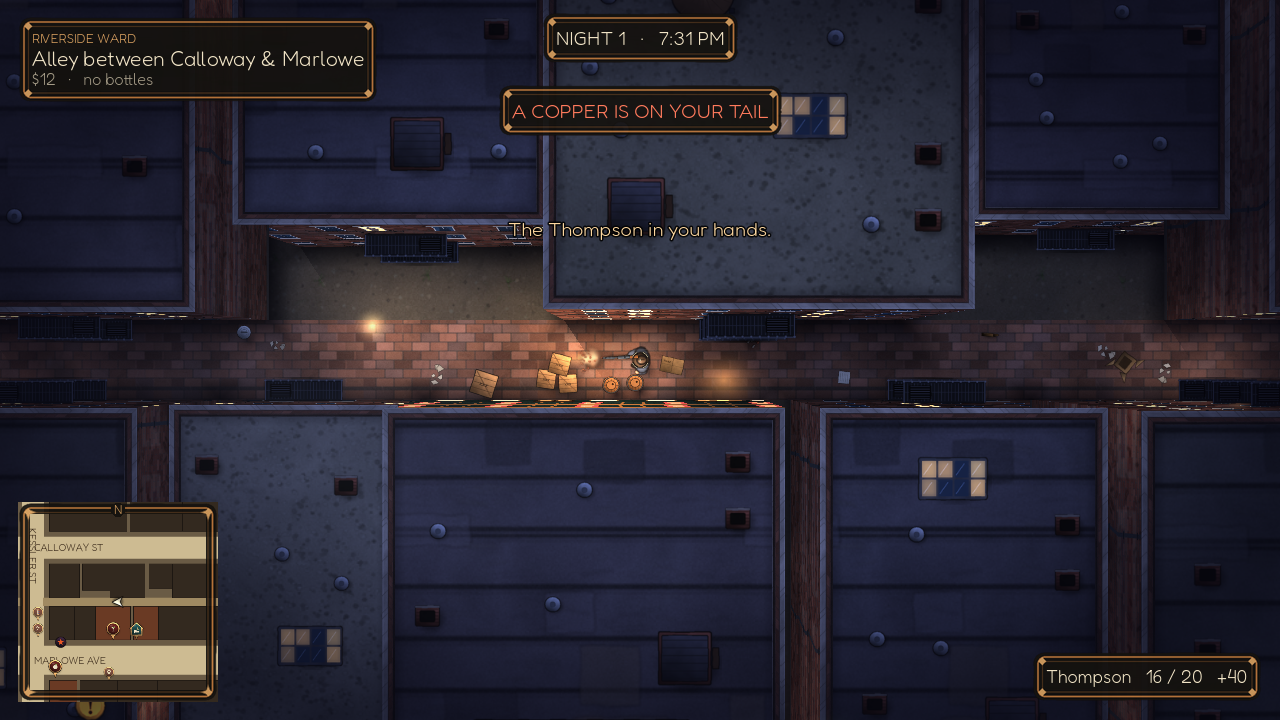 RIVERSIDE WARD
Alley between Calloway & Marlowe
$12 · no bottles
NIGHT 1 · 7:31 PM
A COPPER IS ON YOUR TAIL
The Thompson in your hands.
N
CALLOWAY ST
MARLOWE AVE
Thompson 16 / 20 +40